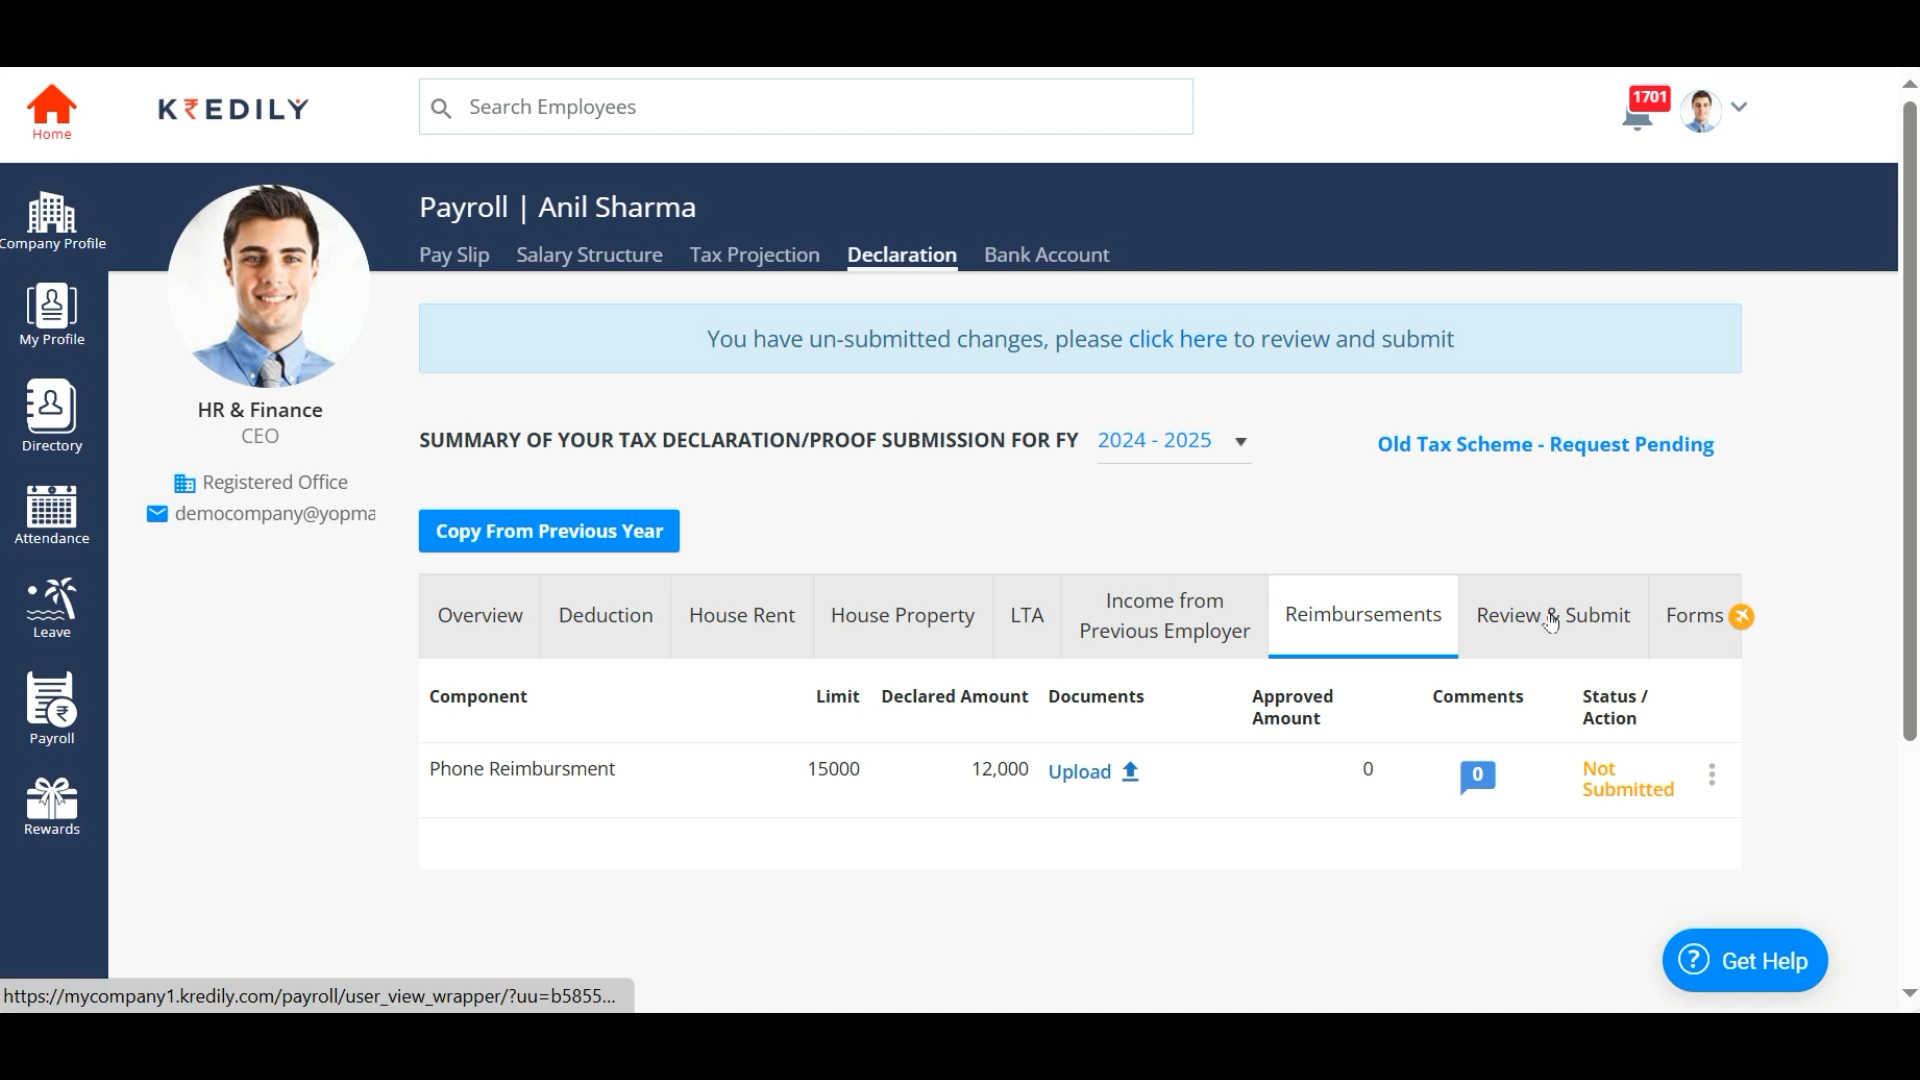 Home
KREDILY
Search Employees
1701
Company Profile
My Profile
Directory
Attendance
Leave
Payroll
Rewards
HR & Finance
CEO
Registered Office
democompany@yopma
Payroll | Anil Sharma
Pay Slip Salary Structure Tax Projection Declaration Bank Account
You have un-submitted changes, please click here to review and submit
SUMMARY OF YOUR TAX DECLARATION/PROOF SUBMISSION FOR FY 2024 - 2025
Old Tax Scheme - Request Pending
Copy From Previous Year
Overview Deduction House Rent House Property LTA Income from Previous Employer Reimbursements Review & Submit Forms
Component Limit Declared Amount Documents Approved Amount Comments Status / Action
Phone Reimbursment 15000 12,000 Upload 0 0 Not Submitted
? Get Help
https://mycompany1.kredily.com/payroll/user_view_wrapper/?uu=b5855...